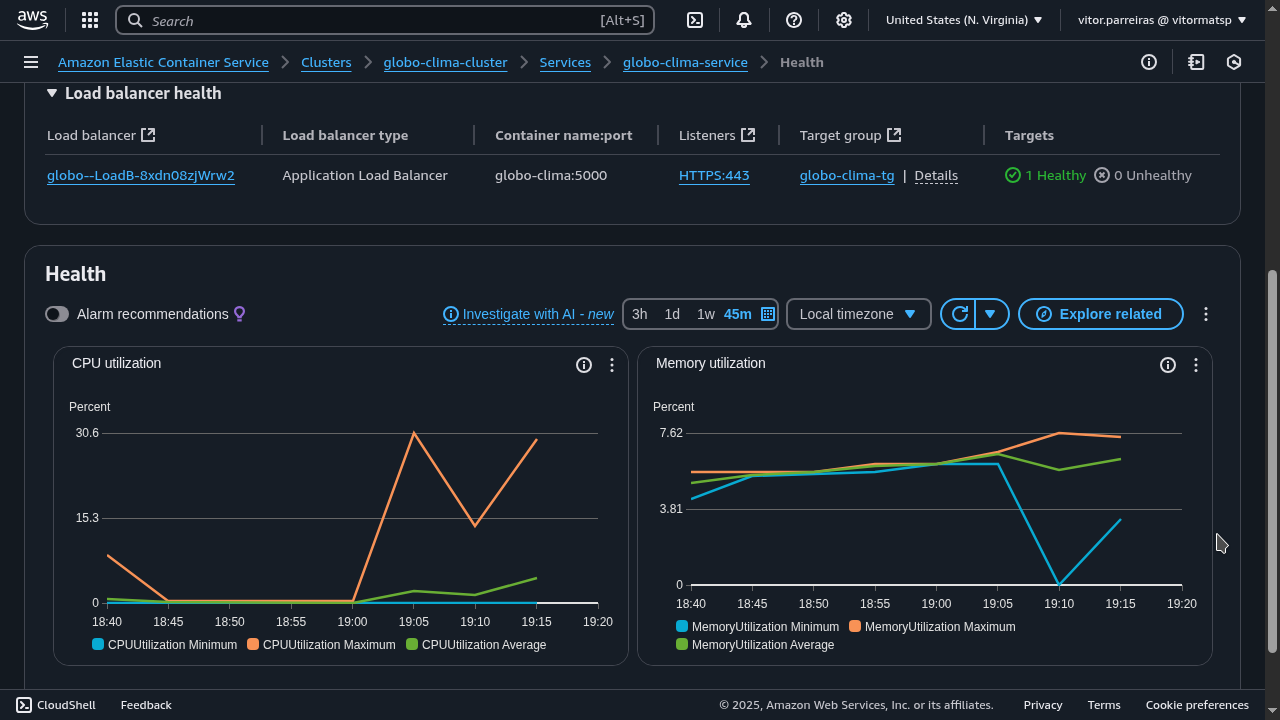 aws Search [Alt+S] United States (N. Virginia) vitor.parreiras @ vitormatsp
Amazon Elastic Container Service Clusters globo-clima-cluster Services globo-clima-service Health
Load balancer health
Load balancer Load balancer type Container name:port Listeners Target group Targets
globo--LoadB-8xdn08zjWrw2 Application Load Balancer globo-clima:5000 HTTPS:443 globo-clima-tg | Details 1 Healthy 0 Unhealthy
Health
Alarm recommendations Investigate with AI - new 3h 1d 1w 45m Local timezone Explore related
CPU utilization
Percent
30.6
15.3
0
18:40 18:45 18:50 18:55 19:00 19:05 19:10 19:15 19:20
CPUUtilization Minimum CPUUtilization Maximum CPUUtilization Average
Memory utilization
Percent
7.62
3.81
0
18:40 18:45 18:50 18:55 19:00 19:05 19:10 19:15 19:20
MemoryUtilization Minimum MemoryUtilization Maximum
MemoryUtilization Average
CloudShell Feedback © 2025, Amazon Web Services, Inc. or its affiliates. Privacy Terms Cookie preferences